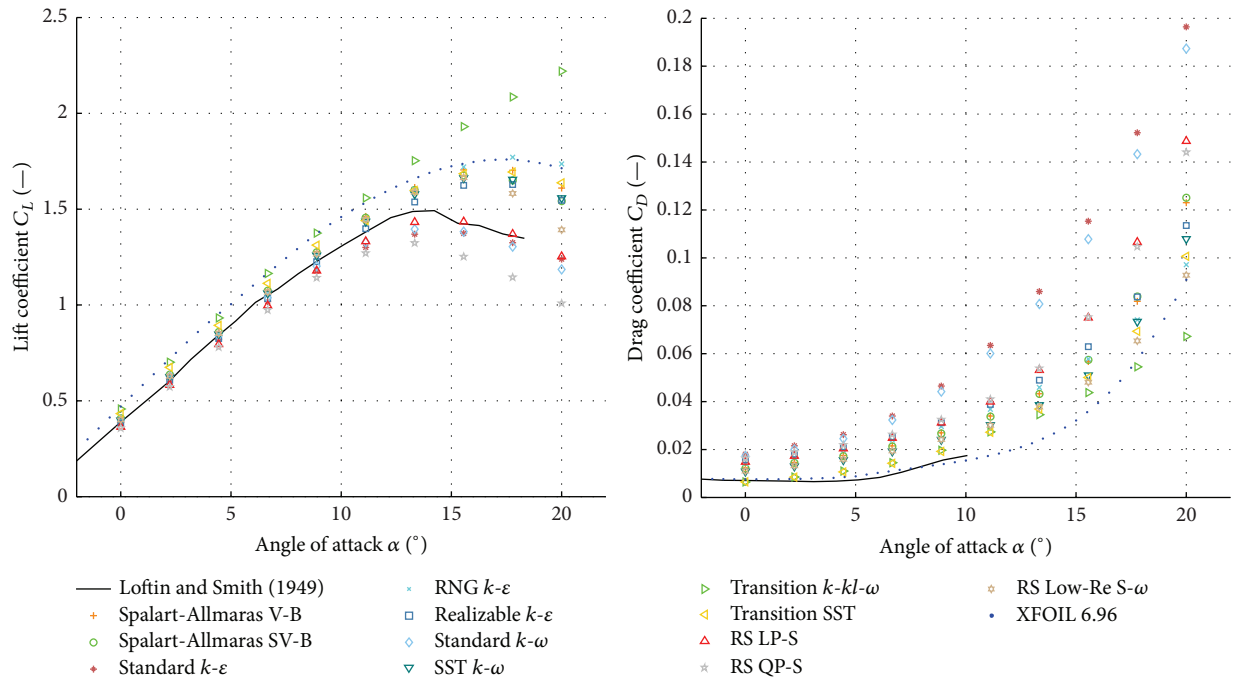 2.5
2
1.5
1
0.5
0
0
5
10
15
20
Lift coefficient C_L (—)
Angle of attack α (°)
0.2
0.18
0.16
0.14
0.12
0.1
0.08
0.06
0.04
0.02
0
0
5
10
15
20
Drag coefficient C_D (—)
Angle of attack α (°)
Loftin and Smith (1949)
Spalart-Allmaras V-B
Spalart-Allmaras SV-B
Standard k-ε
RNG k-ε
Realizable k-ε
Standard k-ω
SST k-ω
Transition k-kl-ω
Transition SST
RS LP-S
RS QP-S
RS Low-Re S-ω
XFOIL 6.96